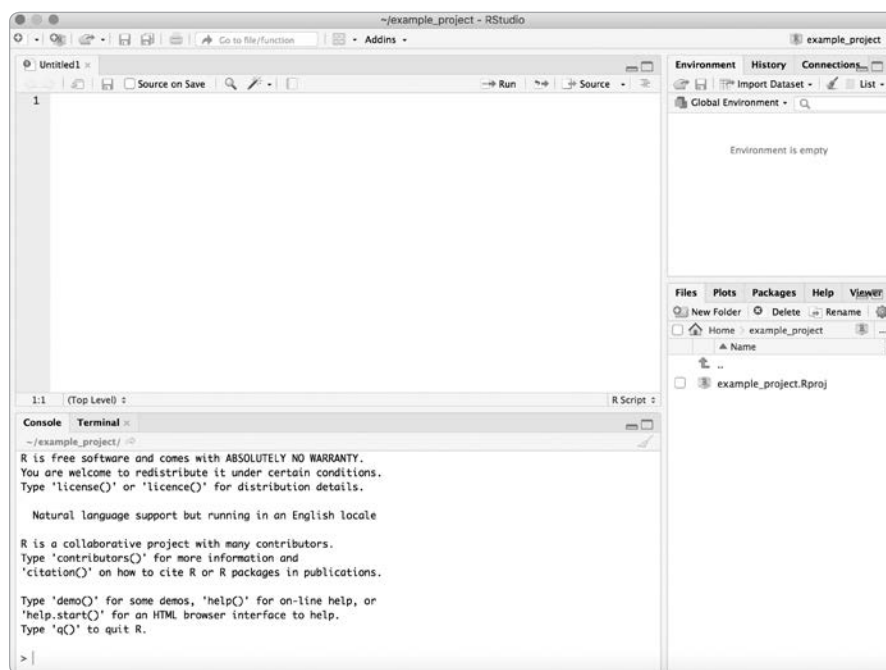 ~/example_project - RStudio
Go to file/function
Addins
example_project
Untitled1
Source on Save
Run
Source
1
1:1 (Top Level)
R Script
Console Terminal
~/example_project/
R is free software and comes with ABSOLUTELY NO WARRANTY.
You are welcome to redistribute it under certain conditions.
Type 'license()' or 'licence()' for distribution details.
Natural language support but running in an English locale
R is a collaborative project with many contributors.
Type 'contributors()' for more information and
'citation()' on how to cite R or R packages in publications.
Type 'demo()' for some demos, 'help()' for on-line help, or
'help.start()' for an HTML browser interface to help.
Type 'q()' to quit R.
>
Environment History Connections
Import Dataset
List
Global Environment
Environment is empty
Files Plots Packages Help Viewer
New Folder Delete Rename
Home example_project ...
Name
..
example_project.Rproj